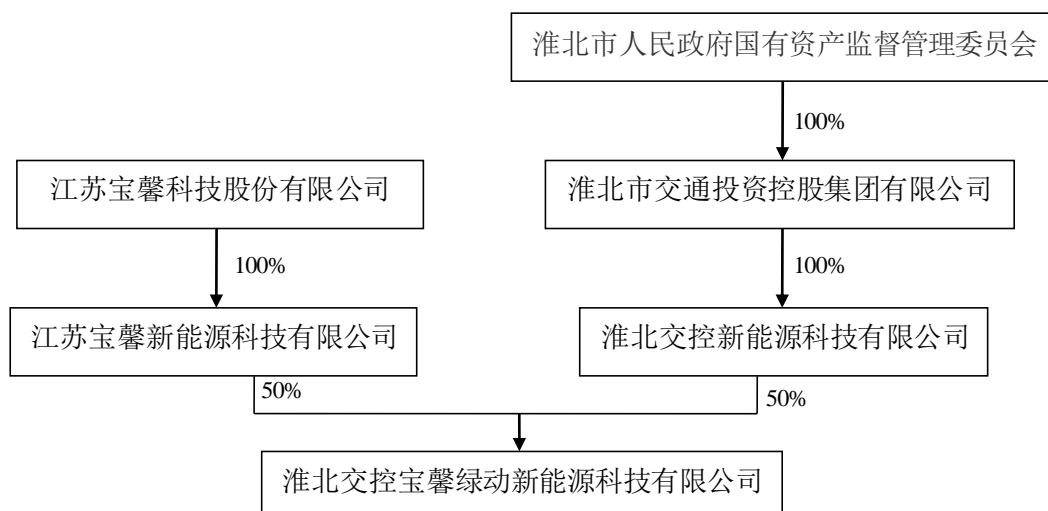 淮北市人民政府国有资产监督管理委员会
100%
江苏宝馨科技股份有限公司
淮北市交通投资控股集团有限公司
100%
100%
江苏宝馨新能源科技有限公司
淮北交控新能源科技有限公司
50%
50%
淮北交控宝馨绿动新能源科技有限公司